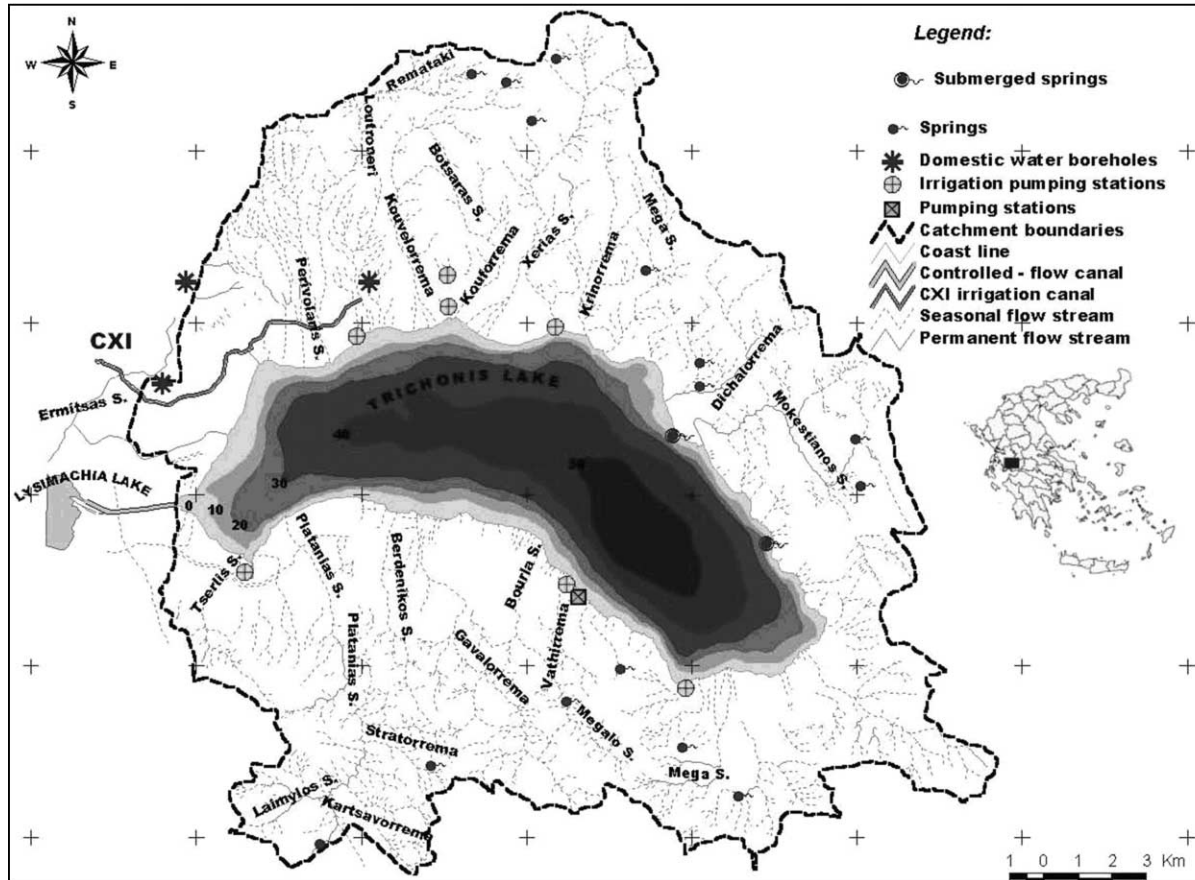 N
W E
S
Legend:
Submerged springs
Springs
Domestic water boreholes
Irrigation pumping stations
Pumping stations
Catchment boundaries
Coast line
Controlled - flow canal
CXI irrigation canal
Seasonal flow stream
Permanent flow stream
Remataki
Loutroneri
Botsaras S.
Kouvelorrema
Kouforrema
Xerias S.
Krinorrema
Mega S.
Perivolaris S.
CXI
Ermitsas S.
LYSIMACHIA LAKE
TRICHONIS LAKE
Dichalorrema
Mokestianos S.
0
10
20
30
40
50
Tserlis S.
Platanias S.
Platanias S.
Berdenikos S.
Bourla S.
Vathirrema
Gavalorrema
Megalo S.
Mega S.
Stratorrema
Laimylos S.
Kartsavorrema
1 0 1 2 3 Km